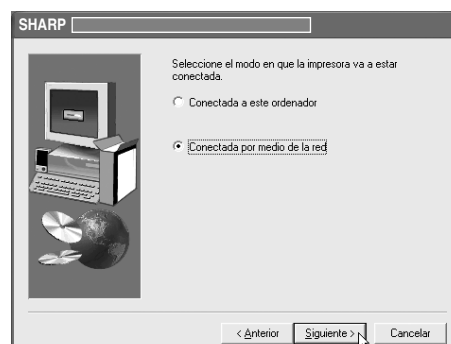 SHARP
Seleccione el modo en que la impresora va a estar
conectada.
Conectada a este ordenador
Conectada por medio de la red
< Anterior
Siguiente >
Cancelar